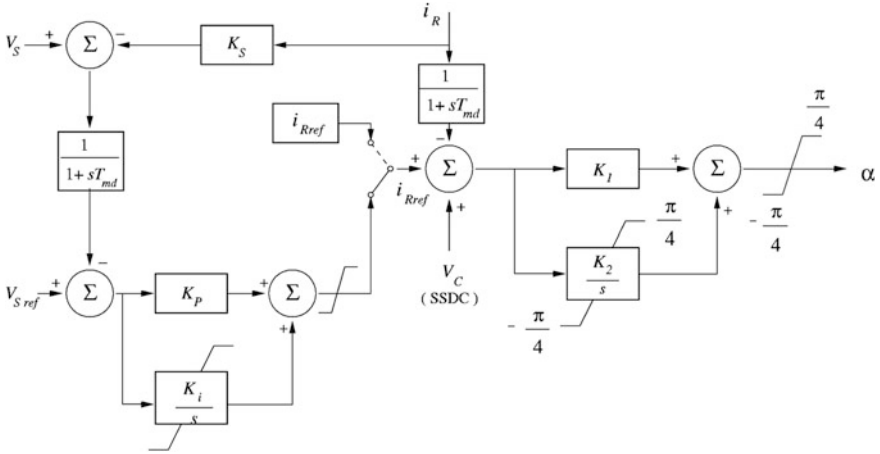 i_R
V_S + Σ − K_S
1
1 + sT_md
1
1 + sT_md
i_Rref
−
+ Σ
i_Rref
+
V_C
(SSDC)
K_1
+ Σ
+
π
4
α
− π
4
K_2
s
π
4
− π
4
−
V_S ref + Σ
K_P
+ Σ
+
K_i
s